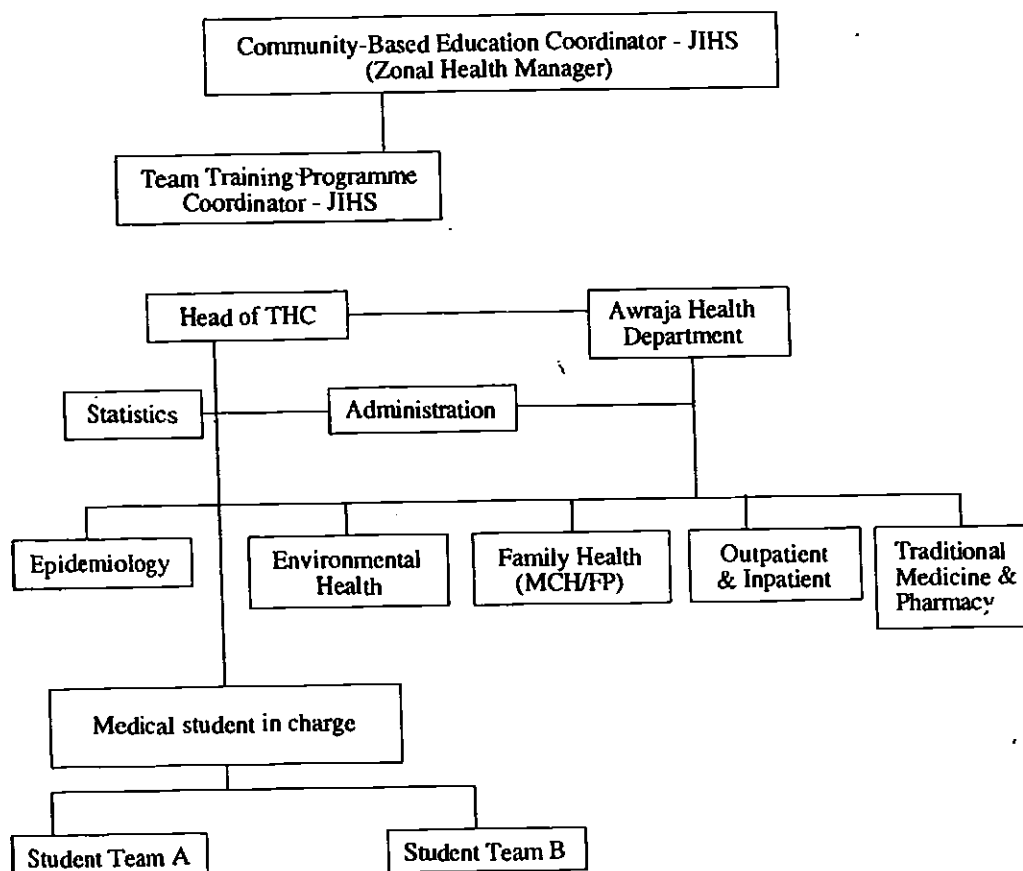 Community-Based Education Coordinator - JIHS
(Zonal Health Manager)
Team Training Programme
Coordinator - JIHS
Head of THC
Awraja Health
Department
Statistics
Administration
Epidemiology
Environmental
Health
Family Health
(MCH/FP)
Outpatient
& Inpatient
Traditional
Medicine &
Pharmacy
Medical student in charge
Student Team A
Student Team B